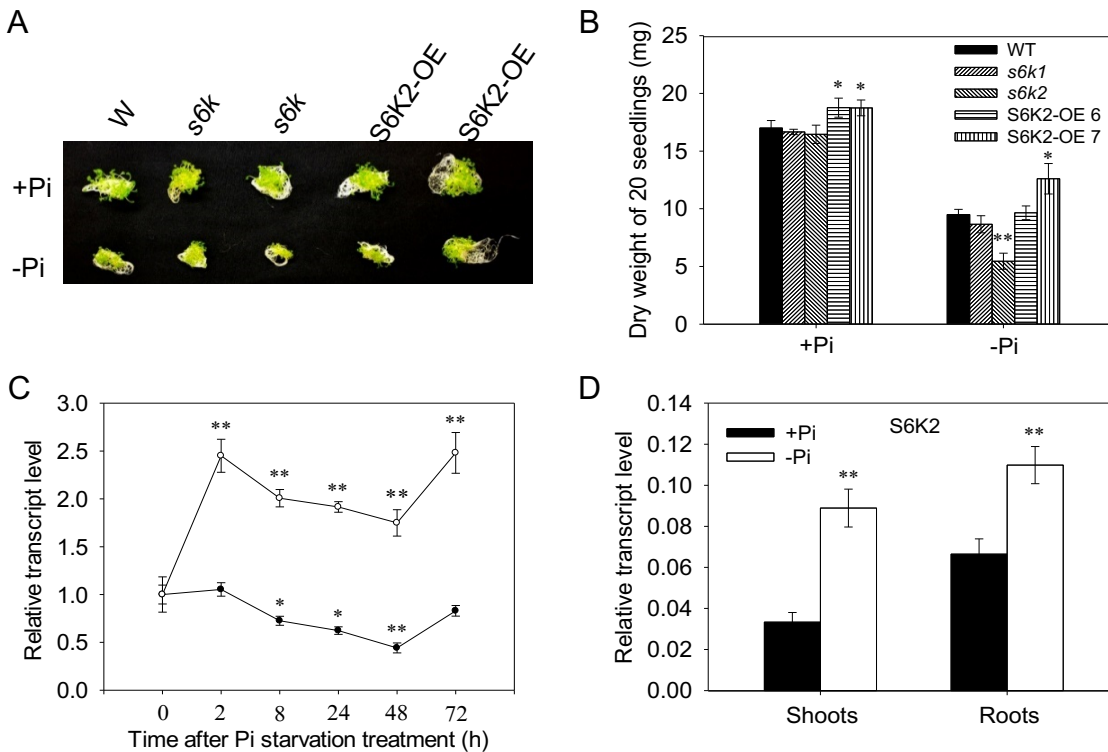 A
W
s6k
s6k
S6K2-OE
S6K2-OE
+Pi
-Pi
B
Dry weight of 20 seedlings (mg)
25
20
15
10
5
0
WT
s6k1
s6k2
S6K2-OE 6
S6K2-OE 7
* *
**
*
+Pi
-Pi
C
Relative transcript level
3.0
2.5
2.0
1.5
1.0
0.5
0.0
**
**
**
**
**
*
*
**
0 2 8 24 48 72
Time after Pi starvation treatment (h)
D
Relative transcript level
0.14
0.12
0.10
0.08
0.06
0.04
0.02
0.00
S6K2
+Pi
-Pi
**
**
Shoots
Roots